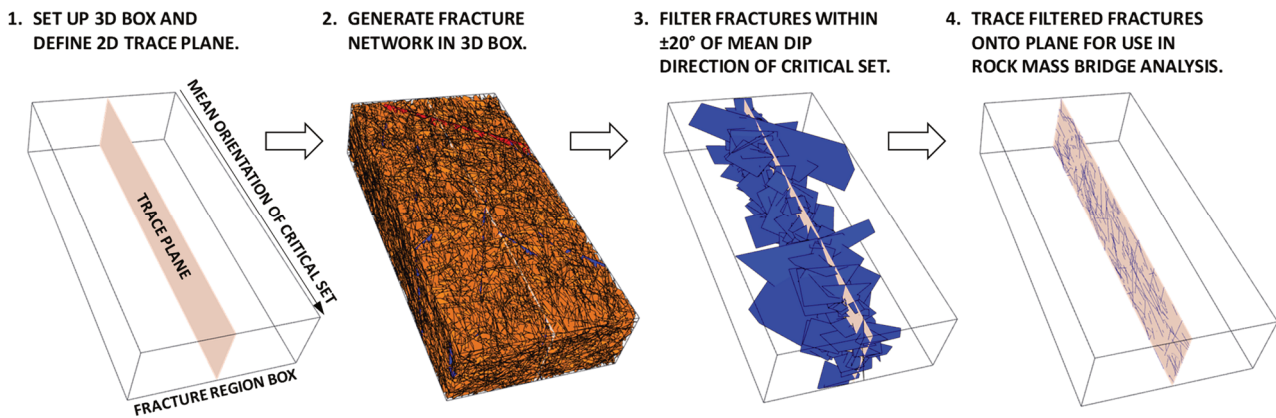 1. SET UP 3D BOX AND
DEFINE 2D TRACE PLANE.
2. GENERATE FRACTURE
NETWORK IN 3D BOX.
3. FILTER FRACTURES WITHIN
±20° OF MEAN DIP
DIRECTION OF CRITICAL SET.
4. TRACE FILTERED FRACTURES
ONTO PLANE FOR USE IN
ROCK MASS BRIDGE ANALYSIS.
MEAN ORIENTATION OF CRITICAL SET
TRACE PLANE
FRACTURE REGION BOX